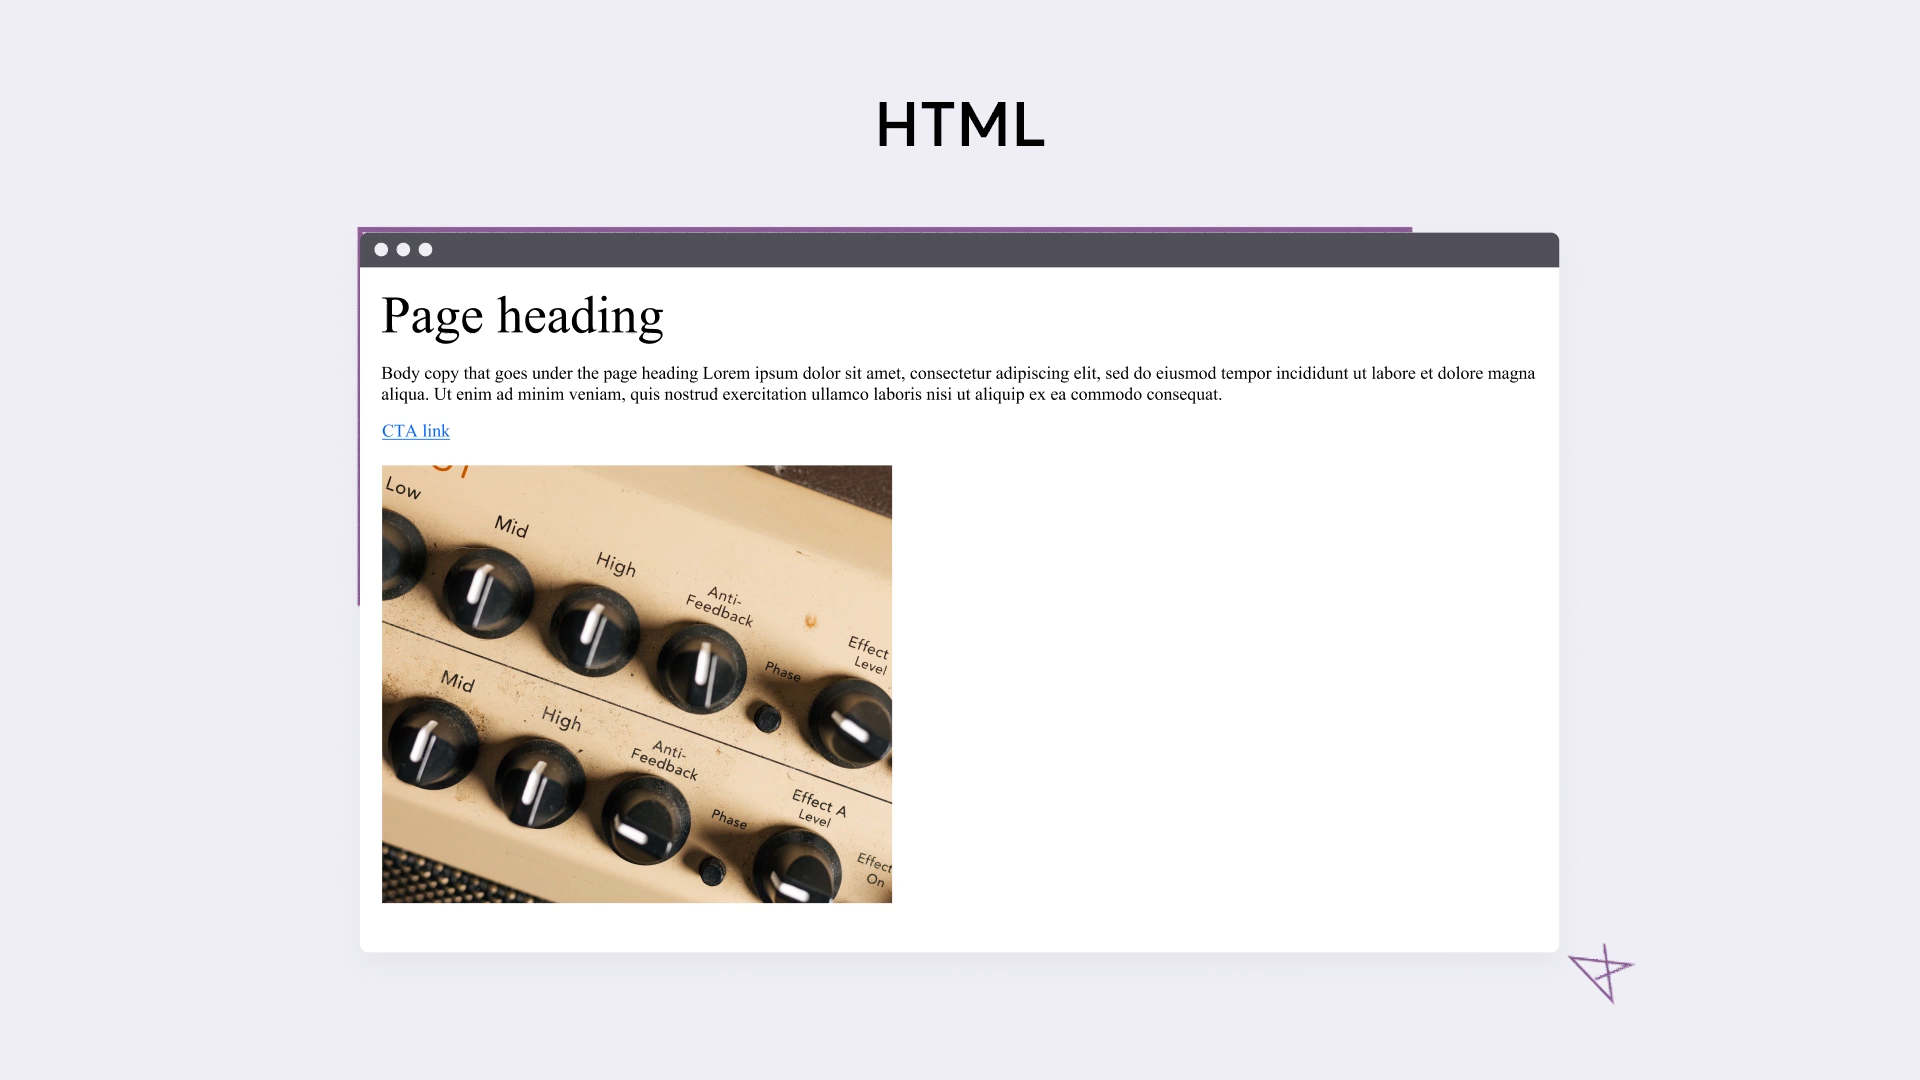 HTML
Page heading
Body copy that goes under the page heading Lorem ipsum dolor sit amet, consectetur adipiscing elit, sed do eiusmod tempor incididunt ut labore et dolore magna
aliqua. Ut enim ad minim veniam, quis nostrud exercitation ullamco laboris nisi ut aliquip ex ea commodo consequat.
CTA link
Low
Mid
High
Anti-
Feedback
Phase
Effect
Level
Mid
High
Anti-
Feedback
Phase
Effect A
Level
Effect
On